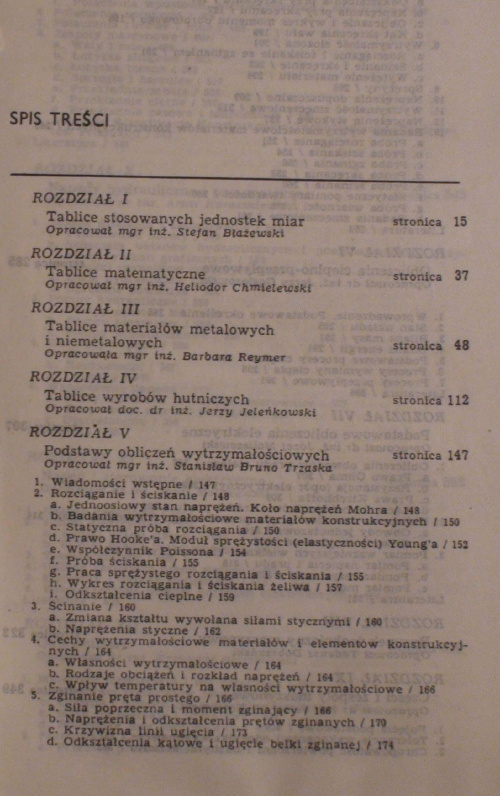 SPIS TREŚCI
ROZDZIAŁ I
Tablice stosowanych jednostek miar stronica 15
Opracował mgr inż. Stefan Błażewski
ROZDZIAŁ II
Tablice matematyczne stronica 37
Opracował mgr inż. Heliodor Chmielewski
ROZDZIAŁ III
Tablice materiałów metalowych
i niemetalowych stronica 48
Opracowała mgr inż. Barbara Reymer
ROZDZIAŁ IV
Tablice wyrobów hutniczych stronica 112
Opracował doc. dr inż. Jerzy Jeleńkowski
ROZDZIAŁ V
Podstawy obliczeń wytrzymałościowych stronica 147
Opracował mgr inż. Stanisław Bruno Trzaska
1. Wiadomości wstępne / 147
2. Rozciąganie i ściskanie / 148
a. Jednoosiowy stan naprężeń. Koło naprężeń Mohra / 148
b. Badania wytrzymałościowe materiałów konstrukcyjnych / 150
c. Statyczna próba rozciągania / 150
d. Prawo Hooke'a. Moduł sprężystości (elastyczności) Young'a / 152
e. Współczynnik Poissona / 154
f. Próba ściskania / 155
g. Praca sprężystego rozciągania i ściskania / 155
h. Wykres rozciągania i ściskania żeliwa / 157
i. Odkształcenia cieplne / 159
3. Ścinanie / 160
a. Zmiana kształtu wywołana siłami stycznymi / 160
b. Naprężenia styczne / 162
4. Cechy wytrzymałościowe materiałów i elementów konstrukcyj-
nych / 164
a. Własności wytrzymałościowe / 164
b. Rodzaje obciążeń i rozkład naprężeń / 164
c. Wpływ temperatury na własności wytrzymałościowe / 166
5. Zginanie pręta prostego / 166
a. Siła poprzeczna i moment zginający / 166
b. Naprężenia i odkształcenia prętów zginanych / 170
c. Krzywizna linii ugięcia / 173
d. Odkształcenia kątowe i ugięcie belki zginanej / 174